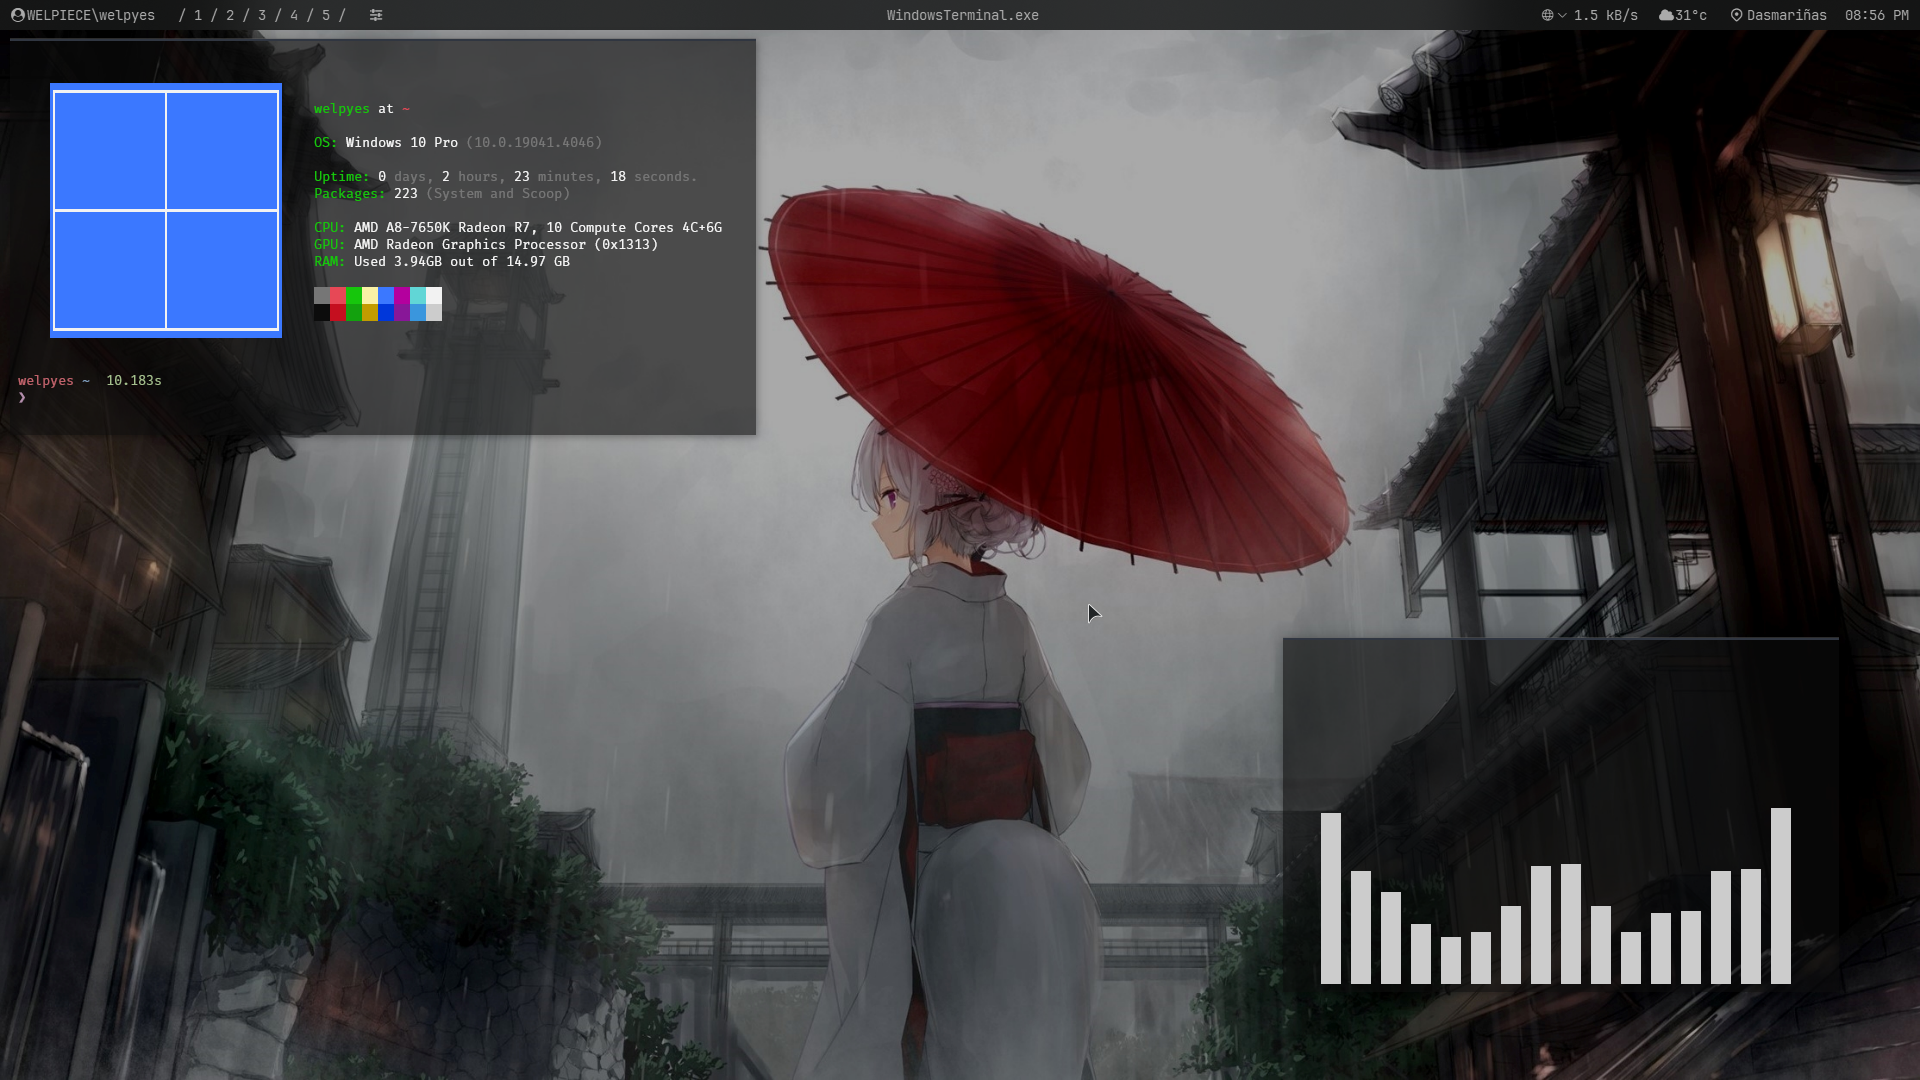 WELPIECE\welpyes / 1 / 2 / 3 / 4 / 5 / WindowsTerminal.exe 1.5 kB/s 31°c Dasmariñas 08:56 PM
welpyes at ~
OS: Windows 10 Pro (10.0.19041.4046)
Uptime: 0 days, 2 hours, 23 minutes, 18 seconds.
Packages: 223 (System and Scoop)
CPU: AMD A8-7650K Radeon R7, 10 Compute Cores 4C+6G
GPU: AMD Radeon Graphics Processor (0x1313)
RAM: Used 3.94GB out of 14.97 GB
welpyes ~ 10.183s
❯